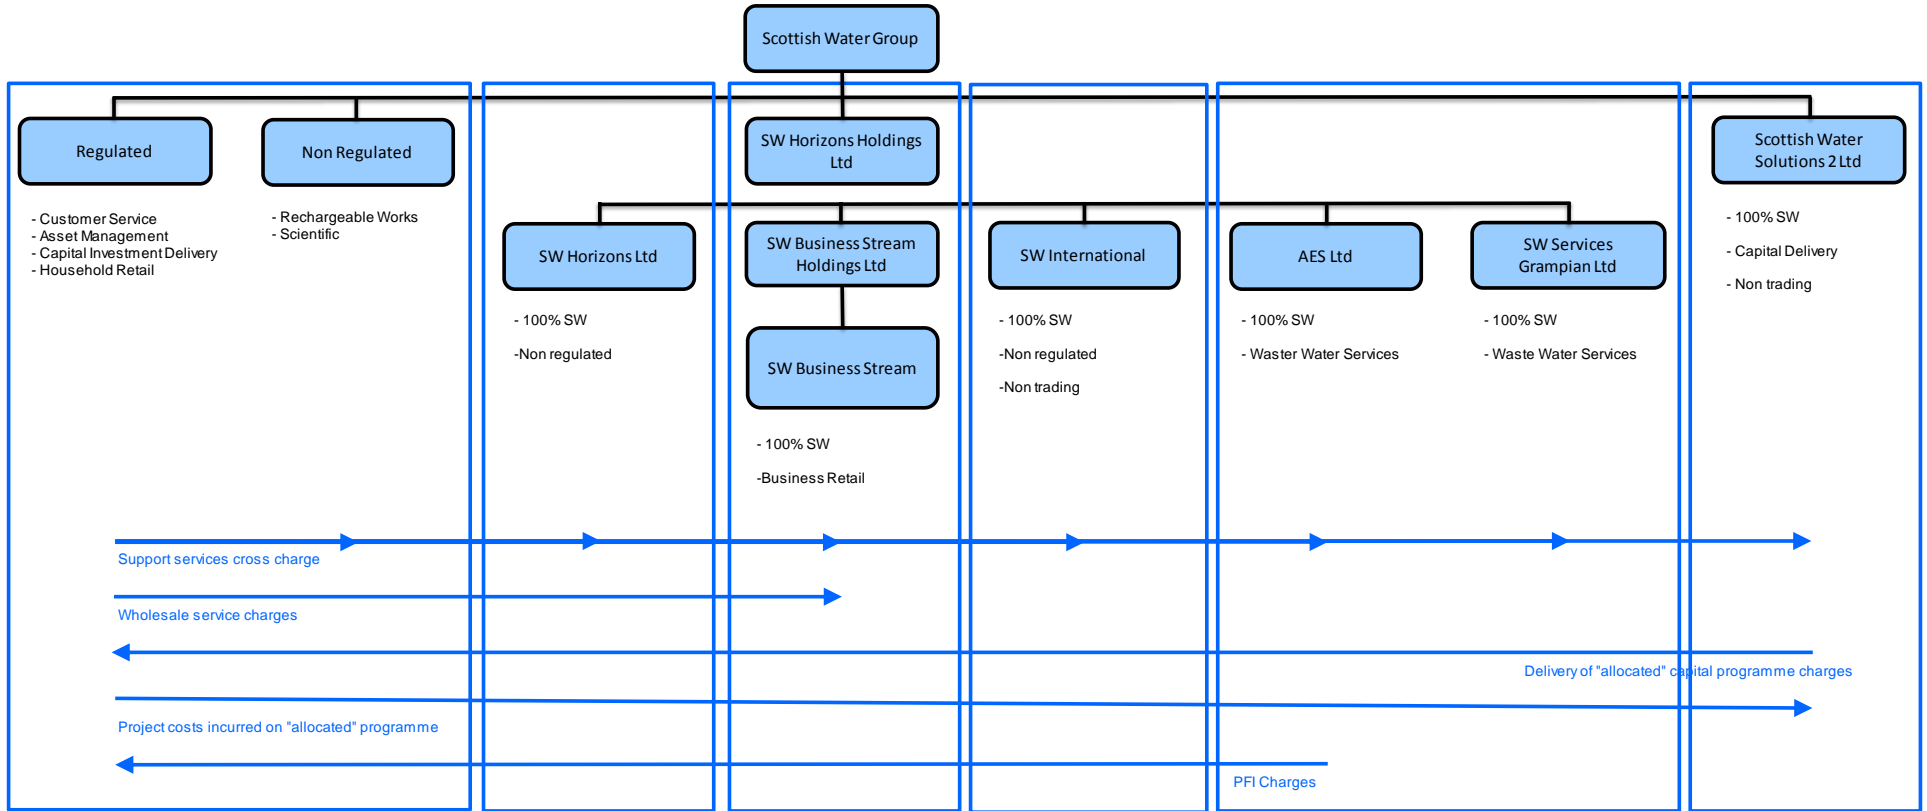 Scottish Water Group
Regulated
Non Regulated
SW Horizons Holdings
Ltd
Scottish Water
Solutions 2 Ltd
- Customer Service
- Asset Management
- Capital Investment Delivery
- Household Retail
- Rechargeable Works
- Scientific
- 100% SW
- Capital Delivery
- Non trading
SW Horizons Ltd
SW Business Stream
Holdings Ltd
SW International
AES Ltd
SW Services
Grampian Ltd
- 100% SW
-Non regulated
SW Business Stream
- 100% SW
-Business Retail
- 100% SW
-Non regulated
-Non trading
- 100% SW
- Waster Water Services
- 100% SW
- Waste Water Services
Support services cross charge
Wholesale service charges
Delivery of "allocated" capital programme charges
Project costs incurred on "allocated" programme
PFI Charges